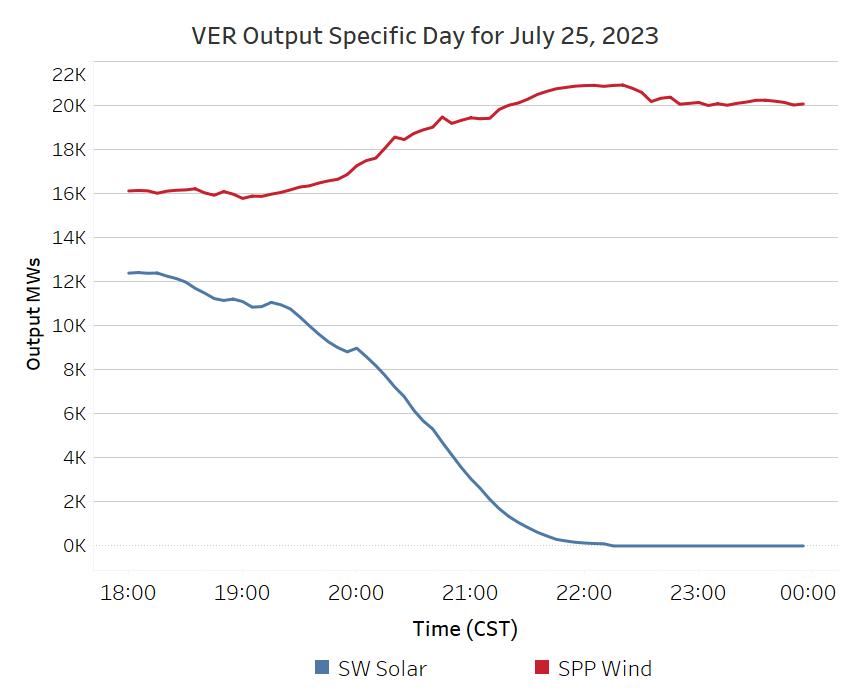 VER Output Specific Day for July 25, 2023
22K
20K
18K
16K
14K
12K
10K
8K
6K
4K
2K
0K
Output MWs
18:00 19:00 20:00 21:00 22:00 23:00 00:00
Time (CST)
SW Solar SPP Wind